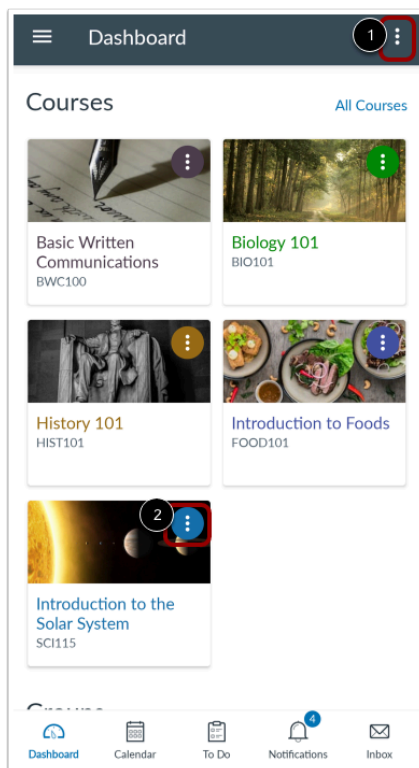 Dashboard
1
Courses
All Courses
Basic Written
Communications
BWC100
Biology 101
BIO101
History 101
HIST101
Introduction to Foods
FOOD101
2
Introduction to the
Solar System
SCI115
4
Dashboard
Calendar
To Do
Notifications
Inbox